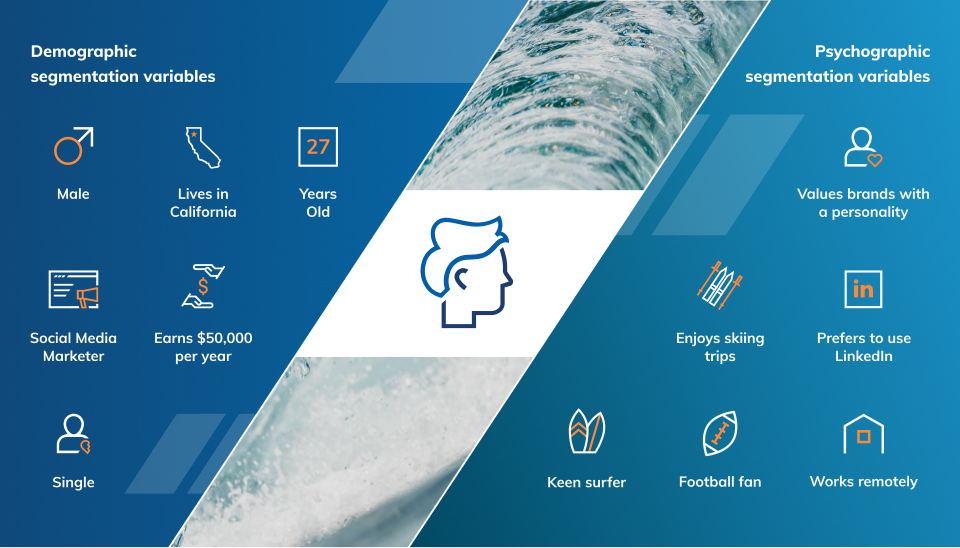 Demographic
segmentation variables
Male
Lives in
California
27
Years
Old
Social Media
Marketer
$
Earns $50,000
per year
Single
Psychographic
segmentation variables
Values brands with
a personality
Enjoys skiing
trips
in
Prefers to use
LinkedIn
Keen surfer
Football fan
Works remotely